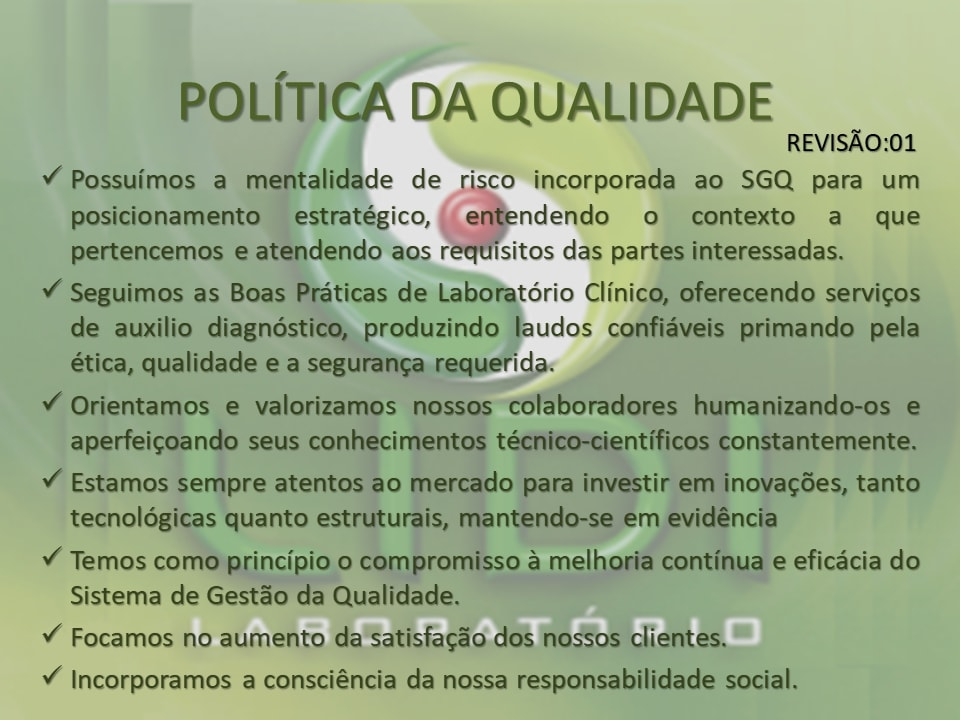 POLÍTICA DA QUALIDADE
REVISÃO:01
✓ Possuímos a mentalidade de risco incorporada ao SGQ para um
posicionamento estratégico, entendendo o contexto a que
pertencemos e atendendo aos requisitos das partes interessadas.
✓ Seguimos as Boas Práticas de Laboratório Clínico, oferecendo serviços
de auxilio diagnóstico, produzindo laudos confiáveis primando pela
ética, qualidade e a segurança requerida.
✓ Orientamos e valorizamos nossos colaboradores humanizando-os e
aperfeiçoando seus conhecimentos técnico-científicos constantemente.
✓ Estamos sempre atentos ao mercado para investir em inovações, tanto
tecnológicas quanto estruturais, mantendo-se em evidência
✓ Temos como princípio o compromisso à melhoria contínua e eficácia do
Sistema de Gestão da Qualidade.
✓ Focamos no aumento da satisfação dos nossos clientes.
✓ Incorporamos a consciência da nossa responsabilidade social.
LIDI
LABORATÓRIO